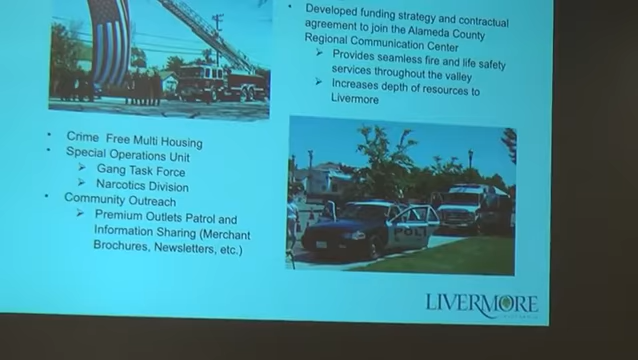 Developed funding strategy and contractual
agreement to join the Alameda County
Regional Communication Center
Provides seamless fire and life safety
services throughout the valley
Increases depth of resources to
Livermore
Crime Free Multi Housing
Special Operations Unit
Gang Task Force
Narcotics Division
Community Outreach
Premium Outlets Patrol and
Information Sharing (Merchant
Brochures, Newsletters, etc.)
POLI
LIVERMORE